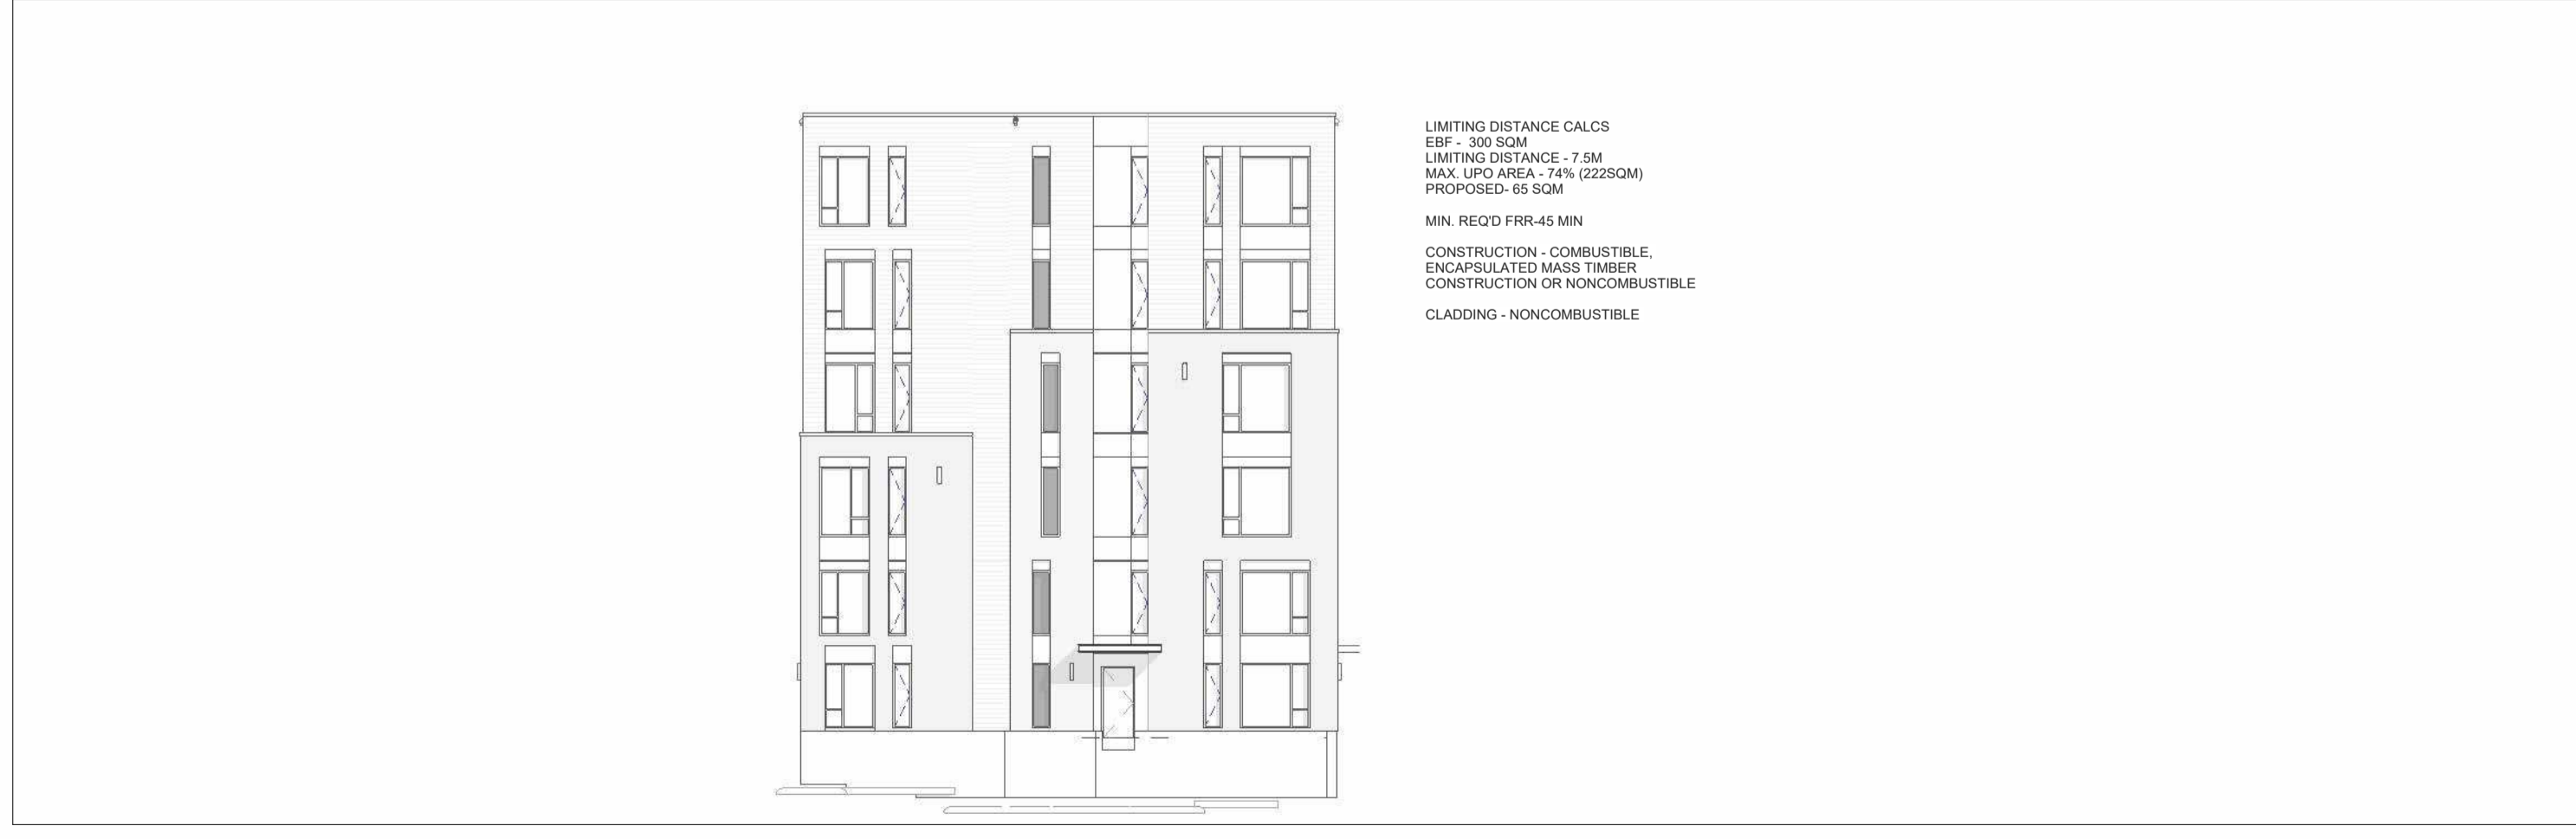 LIMITING DISTANCE CALCS
EBF - 300 SQM
LIMITING DISTANCE - 7.5M
MAX. UPO AREA - 74% (222SQM)
PROPOSED- 65 SQM
MIN. REQ'D FRR-45 MIN
CONSTRUCTION - COMBUSTIBLE,
ENCAPSULATED MASS TIMBER
CONSTRUCTION OR NONCOMBUSTIBLE
CLADDING - NONCOMBUSTIBLE